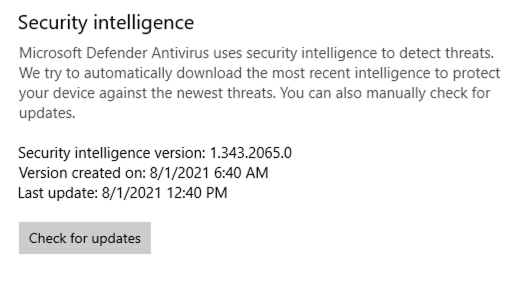 Security intelligence
Microsoft Defender Antivirus uses security intelligence to detect threats.
We try to automatically download the most recent intelligence to protect
your device against the newest threats. You can also manually check for
updates.
Security intelligence version: 1.343.2065.0
Version created on: 8/1/2021 6:40 AM
Last update: 8/1/2021 12:40 PM
Check for updates